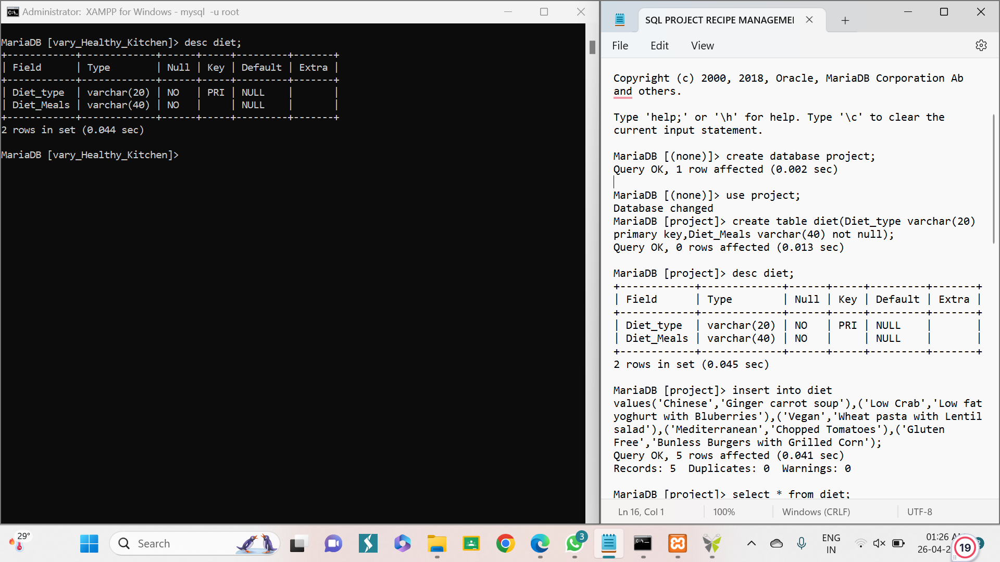 Administrator:  XAMPP for Windows - mysql  -u root
MariaDB [vary_Healthy_Kitchen]> desc diet;
+------------+-------------+------+-----+---------+-------+
| Field      | Type        | Null | Key | Default | Extra |
+------------+-------------+------+-----+---------+-------+
| Diet_type  | varchar(20) | NO   | PRI | NULL    |       |
| Diet_Meals | varchar(40) | NO   |     | NULL    |       |
+------------+-------------+------+-----+---------+-------+
2 rows in set (0.044 sec)
MariaDB [vary_Healthy_Kitchen]>
SQL PROJECT RECIPE MANAGEME
File Edit View
Copyright (c) 2000, 2018, Oracle, MariaDB Corporation Ab
and others.
Type 'help;' or '\h' for help. Type '\c' to clear the
current input statement.
MariaDB [(none)]> create database project;
Query OK, 1 row affected (0.002 sec)
MariaDB [(none)]> use project;
Database changed
MariaDB [project]> create table diet(Diet_type varchar(20)
primary key,Diet_Meals varchar(40) not null);
Query OK, 0 rows affected (0.013 sec)
MariaDB [project]> desc diet;
+------------+-------------+------+-----+---------+-------+
| Field      | Type        | Null | Key | Default | Extra |
+------------+-------------+------+-----+---------+-------+
| Diet_type  | varchar(20) | NO   | PRI | NULL    |       |
| Diet_Meals | varchar(40) | NO   |     | NULL    |       |
+------------+-------------+------+-----+---------+-------+
2 rows in set (0.045 sec)
MariaDB [project]> insert into diet
values('Chinese','Ginger carrot soup'),('Low Crab','Low fat
yoghurt with Bluberries'),('Vegan','Wheat pasta with Lentil
salad'),('Mediterranean','Chopped Tomatoes'),('Gluten
Free','Bunless Burgers with Grilled Corn');
Query OK, 5 rows affected (0.041 sec)
Records: 5  Duplicates: 0  Warnings: 0
MariaDB [project]> select * from diet;
Ln 16, Col 1 100% Windows (CRLF) UTF-8
29°
Search
3
ENG
IN
01:26
26-04-2
19